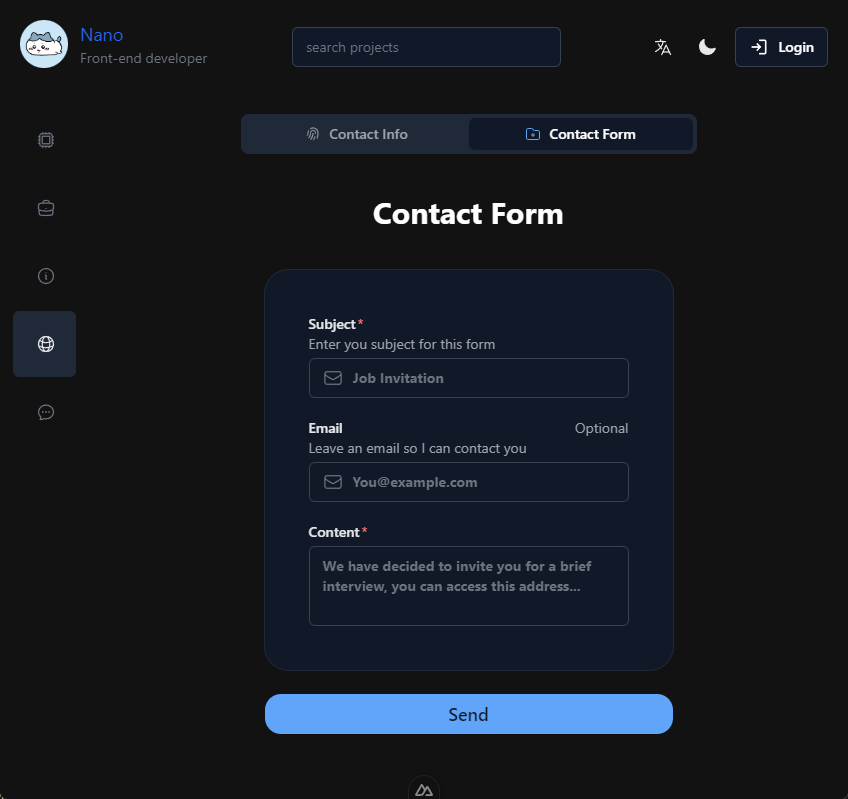 Nano
Front-end developer
search projects
Login
Contact Info
Contact Form
Contact Form
Subject*
Enter you subject for this form
Job Invitation
Email
Optional
Leave an email so I can contact you
You@example.com
Content*
We have decided to invite you for a brief
interview, you can access this address...
Send